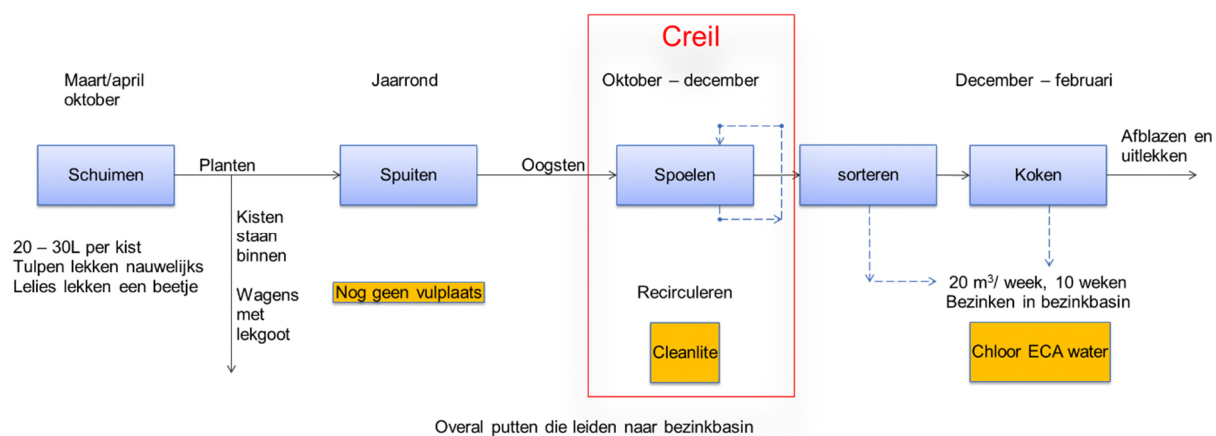 Creil
Maart/april
oktober
Jaarrond
Oktober – december
December – februari
Schuimen
Planten
Spuiten
Oogsten
Spoelen
sorteren
Koken
Afblazen en
uitlekken
Kisten
staan
binnen
20 – 30L per kist
Tulpen lekken nauwelijks
Lelies lekken een beetje
Wagens
met
lekgoot
Nog geen vulplaats
Recirculeren
20 m³/ week, 10 weken
Bezinken in bezinkbasin
Cleanlite
Chloor ECA water
Overal putten die leiden naar bezinkbasin